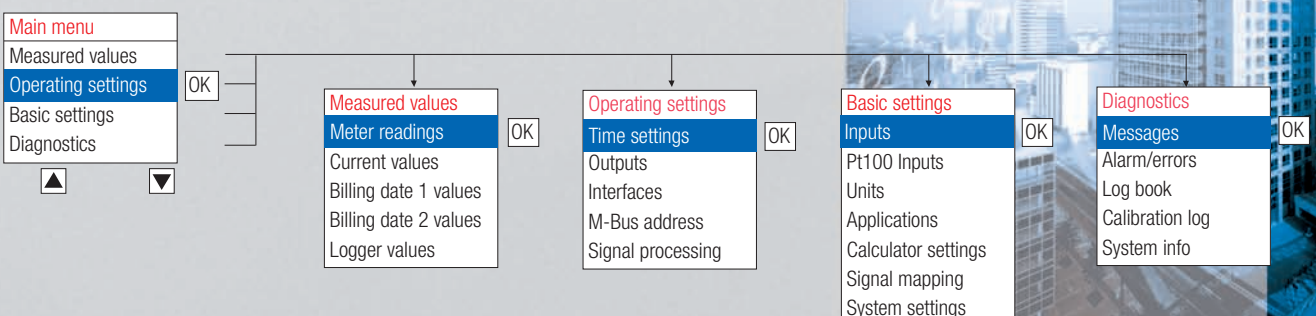 Main menu
Measured values
Operating settings
OK
Basic settings
Diagnostics
Measured values
Meter readings
OK
Current values
Billing date 1 values
Billing date 2 values
Logger values
Operating settings
Time settings
OK
Outputs
Interfaces
M-Bus address
Signal processing
Basic settings
Inputs
OK
Pt100 Inputs
Units
Applications
Calculator settings
Signal mapping
System settings
Diagnostics
Messages
OK
Alarm/errors
Log book
Calibration log
System info